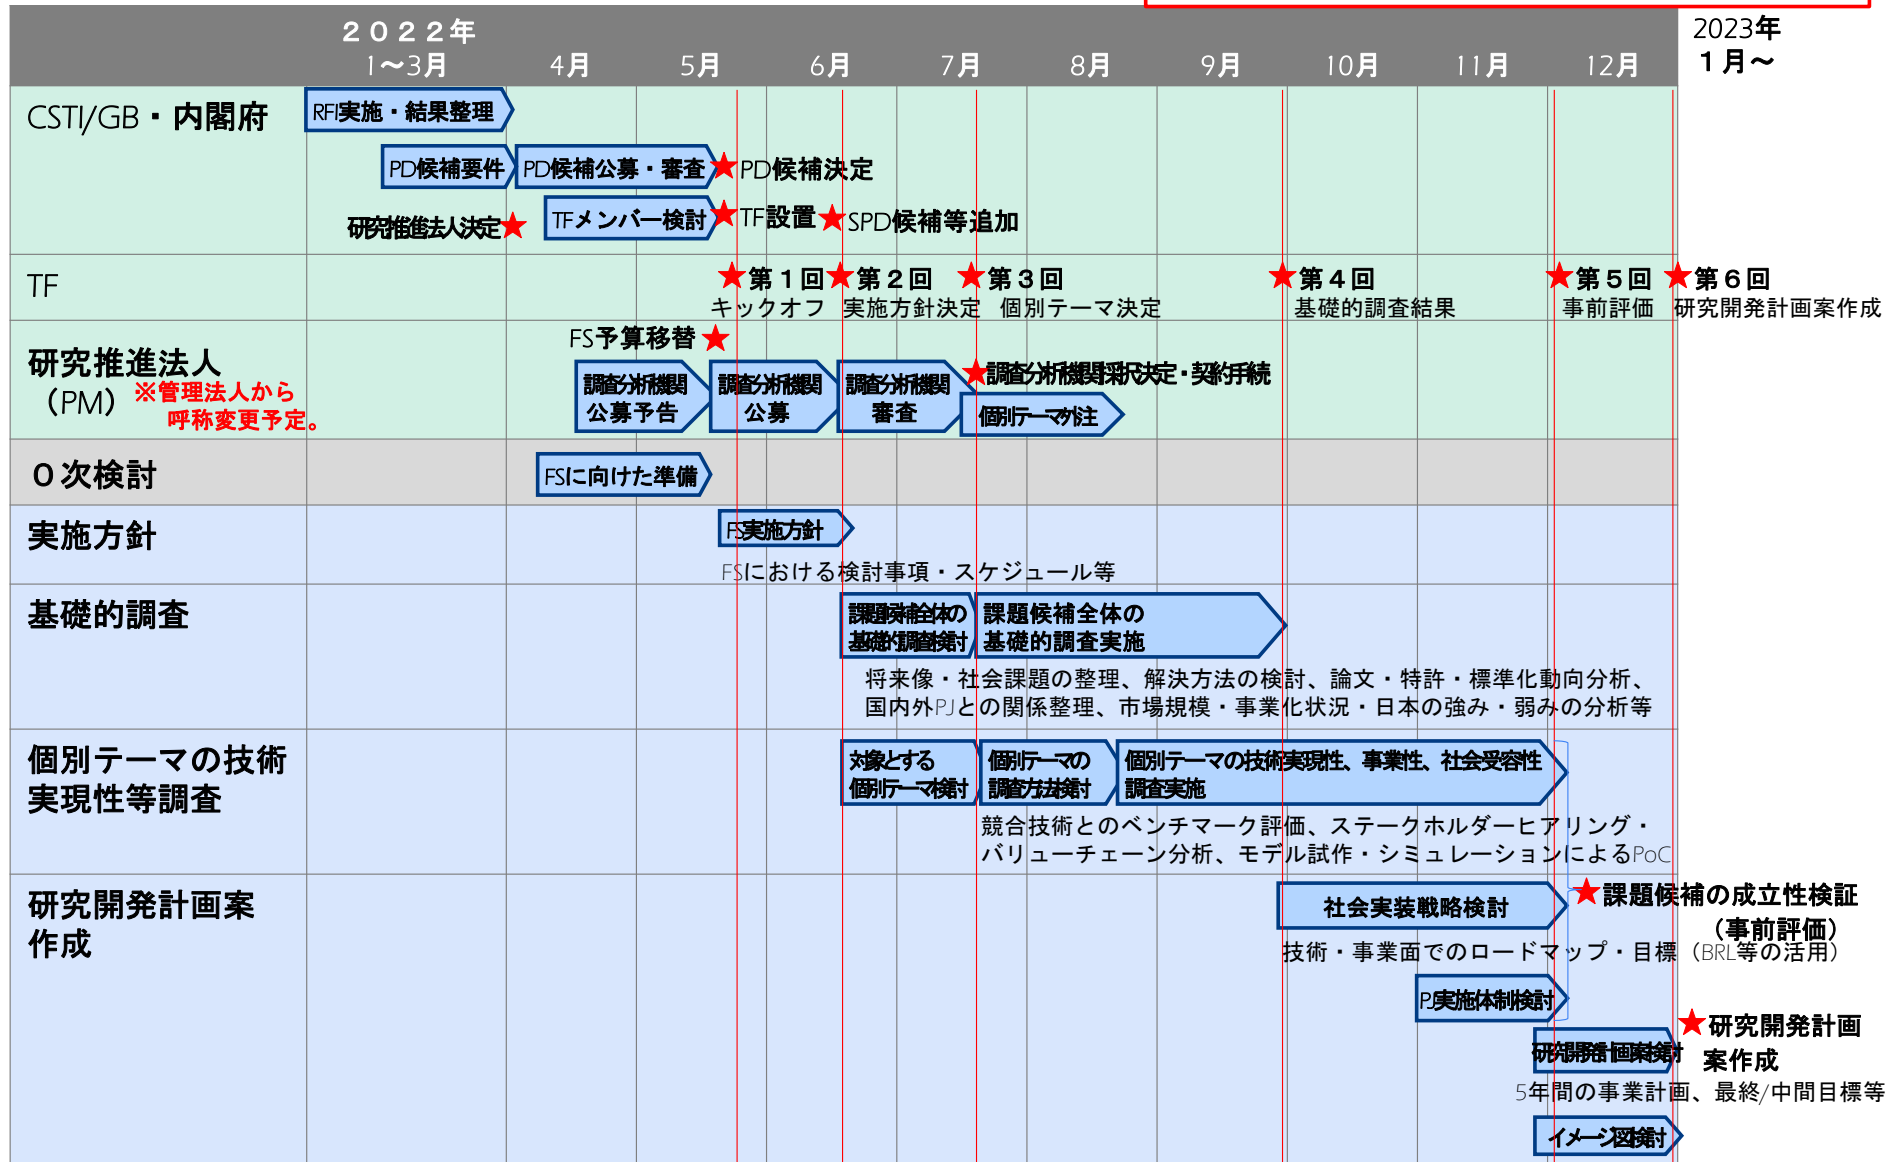 ２０２２年
1～3月
4月
5月
6月
7月
8月
9月
10月
11月
12月
2023年
１月～
CSTI/GB・内閣府
RFI実施・結果整理
PD候補要件
PD候補公募・審査
★PD候補決定
研究推進法人決定★
TFメンバー検討
★TF設置
★SPD候補等追加
TF
★第１回
キックオフ
★第２回
実施方針決定
★第３回
個別テーマ決定
★第４回
基礎的調査結果
★第５回
事前評価
★第６回
研究開発計画案作成
研究推進法人
（PM）
※管理法人から
呼称変更予定。
FS予算移替★
調査分析機関
公募予告
調査分析機関
公募
調査分析機関
審査
★調査分析機関採択決定・契約手続
個別テーマ外注
０次検討
FSに向けた準備
実施方針
FS実施方針
FSにおける検討事項・スケジュール等
基礎的調査
課題候補全体の
基礎的調査検討
課題候補全体の
基礎的調査実施
将来像・社会課題の整理、解決方法の検討、論文・特許・標準化動向分析、
国内外PJとの関係整理、市場規模・事業化状況・日本の強み・弱みの分析等
個別テーマの技術
実現性等調査
対象とする
個別テーマ検討
個別テーマの
調査方法検討
個別テーマの技術実現性、事業性、社会受容性
調査実施
競合技術とのベンチマーク評価、ステークホルダーヒアリング・
バリューチェーン分析、モデル試作・シミュレーションによるPoC
研究開発計画案
作成
社会実装戦略検討
★課題候補の成立性検証
（事前評価）
技術・事業面でのロードマップ・目標（BRL等の活用）
PJ実施体制検討
★研究開発計画
案作成
研究開発計画案検討
5年間の事業計画、最終/中間目標等
イメージ図検討